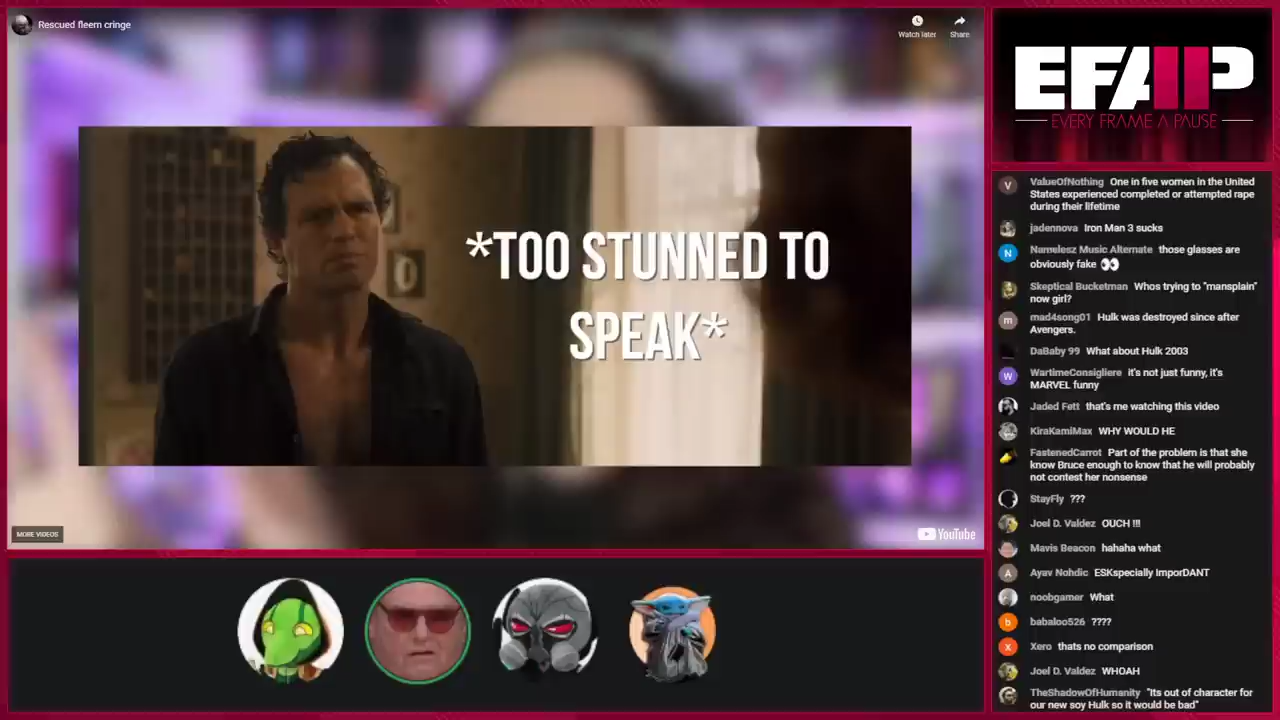 Rescued fleem cringe
Watch later
Share
*TOO STUNNED TO
SPEAK*
MORE VIDEOS
YouTube
EFAP
EVERY FRAME A PAUSE
V
ValueOfNothing One in five women in the United
States experienced completed or attempted rape
during their lifetime
jadennova Iron Man 3 sucks
N
Namelesz Music Alternate those glasses are
obviously fake 👀
Skeptical Bucketman Whos trying to "mansplain"
now girl?
m
mad4song01 Hulk was destroyed since after
Avengers.
DaBaby 99 What about Hulk 2003
W
WartimeConsigliere it's not just funny, it's
MARVEL funny
Jaded Fett that's me watching this video
KiraKamiMax WHY WOULD HE
FastenedCarrot Part of the problem is that she
know Bruce enough to know that he will probably
not contest her nonsense
StayFly ???
Joel D. Valdez OUCH !!!
Mavis Beacon hahaha what
A
Ayav Nohdic ESKspecially ImporDANT
noobgamer What
b
babaloo526 ????
X
Xero thats no comparison
Joel D. Valdez WHOAH
TheShadowOfHumanity "Its out of character for
our new soy Hulk so it would be bad"